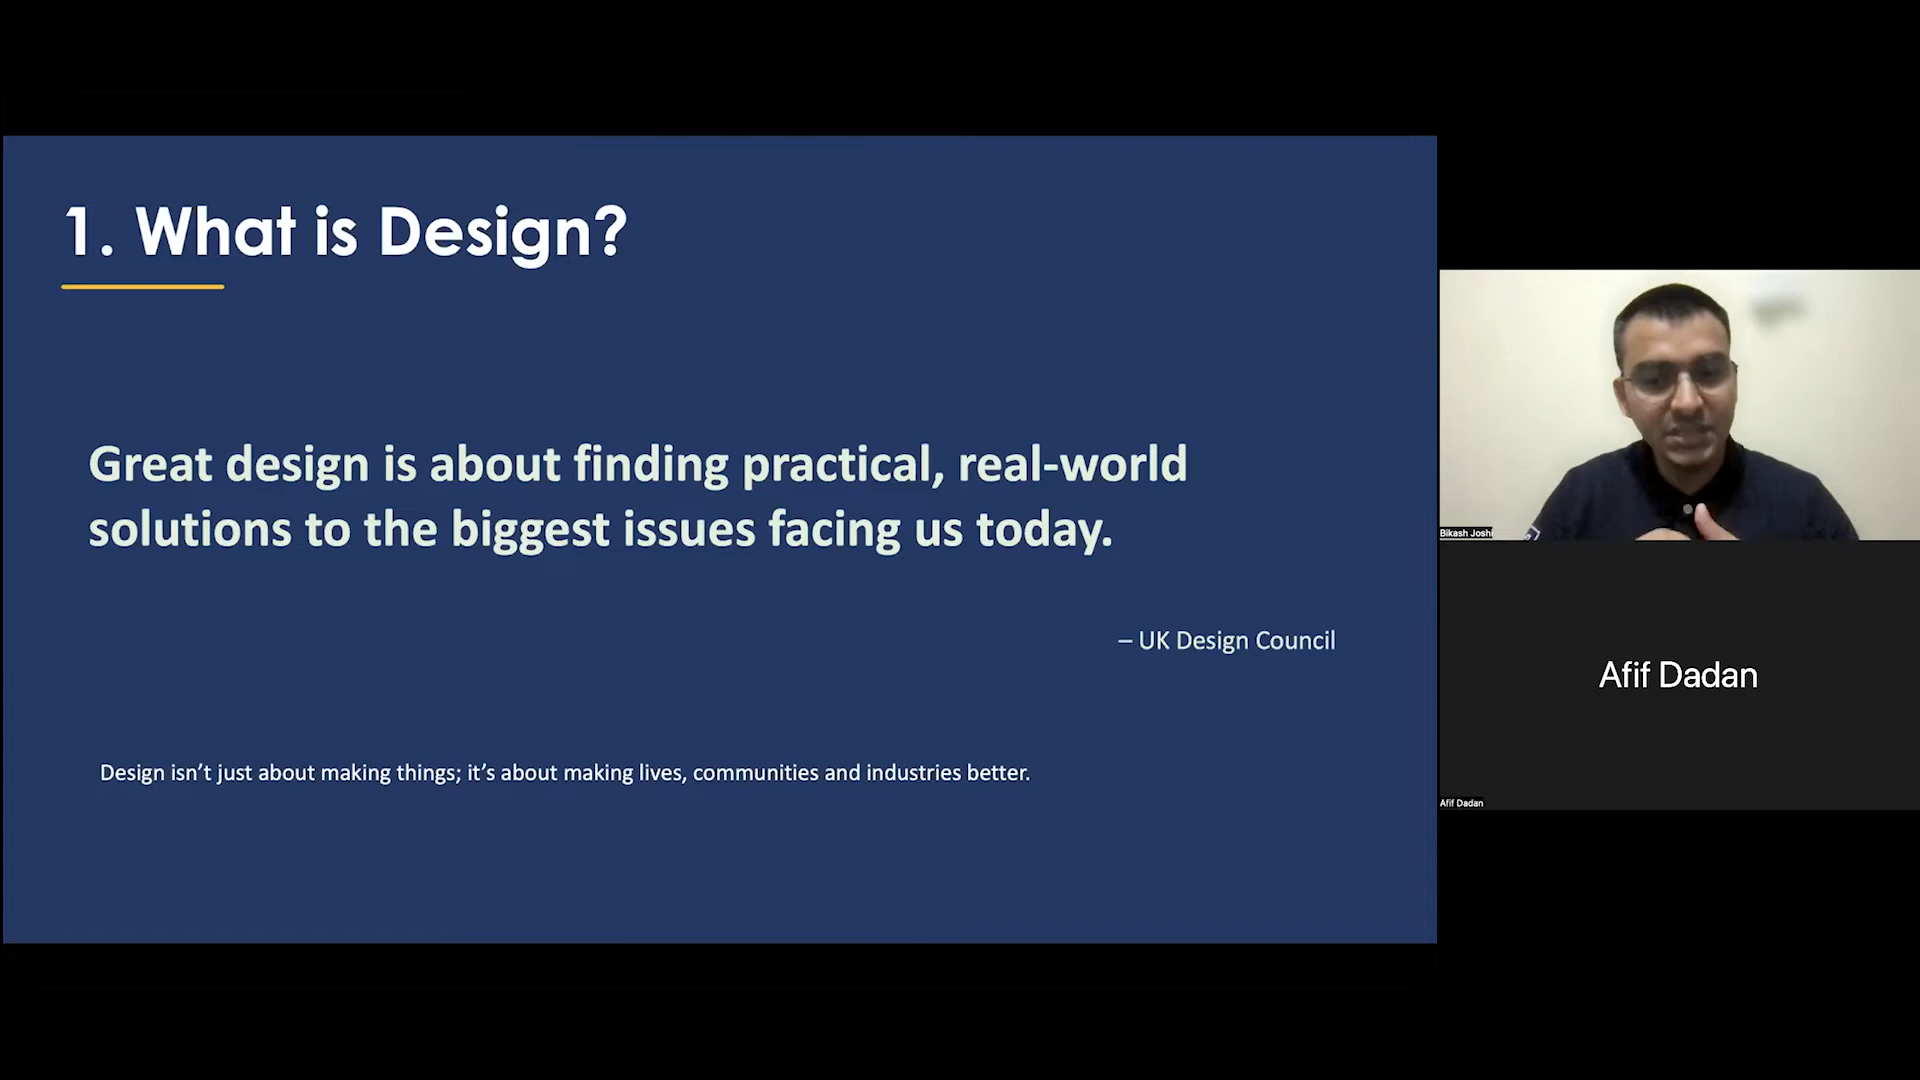 1. What is Design?
Great design is about finding practical, real-world
solutions to the biggest issues facing us today.
– UK Design Council
Design isn’t just about making things; it’s about making lives, communities and industries better.
Bikash Joshi
Afif Dadan
Afif Dadan